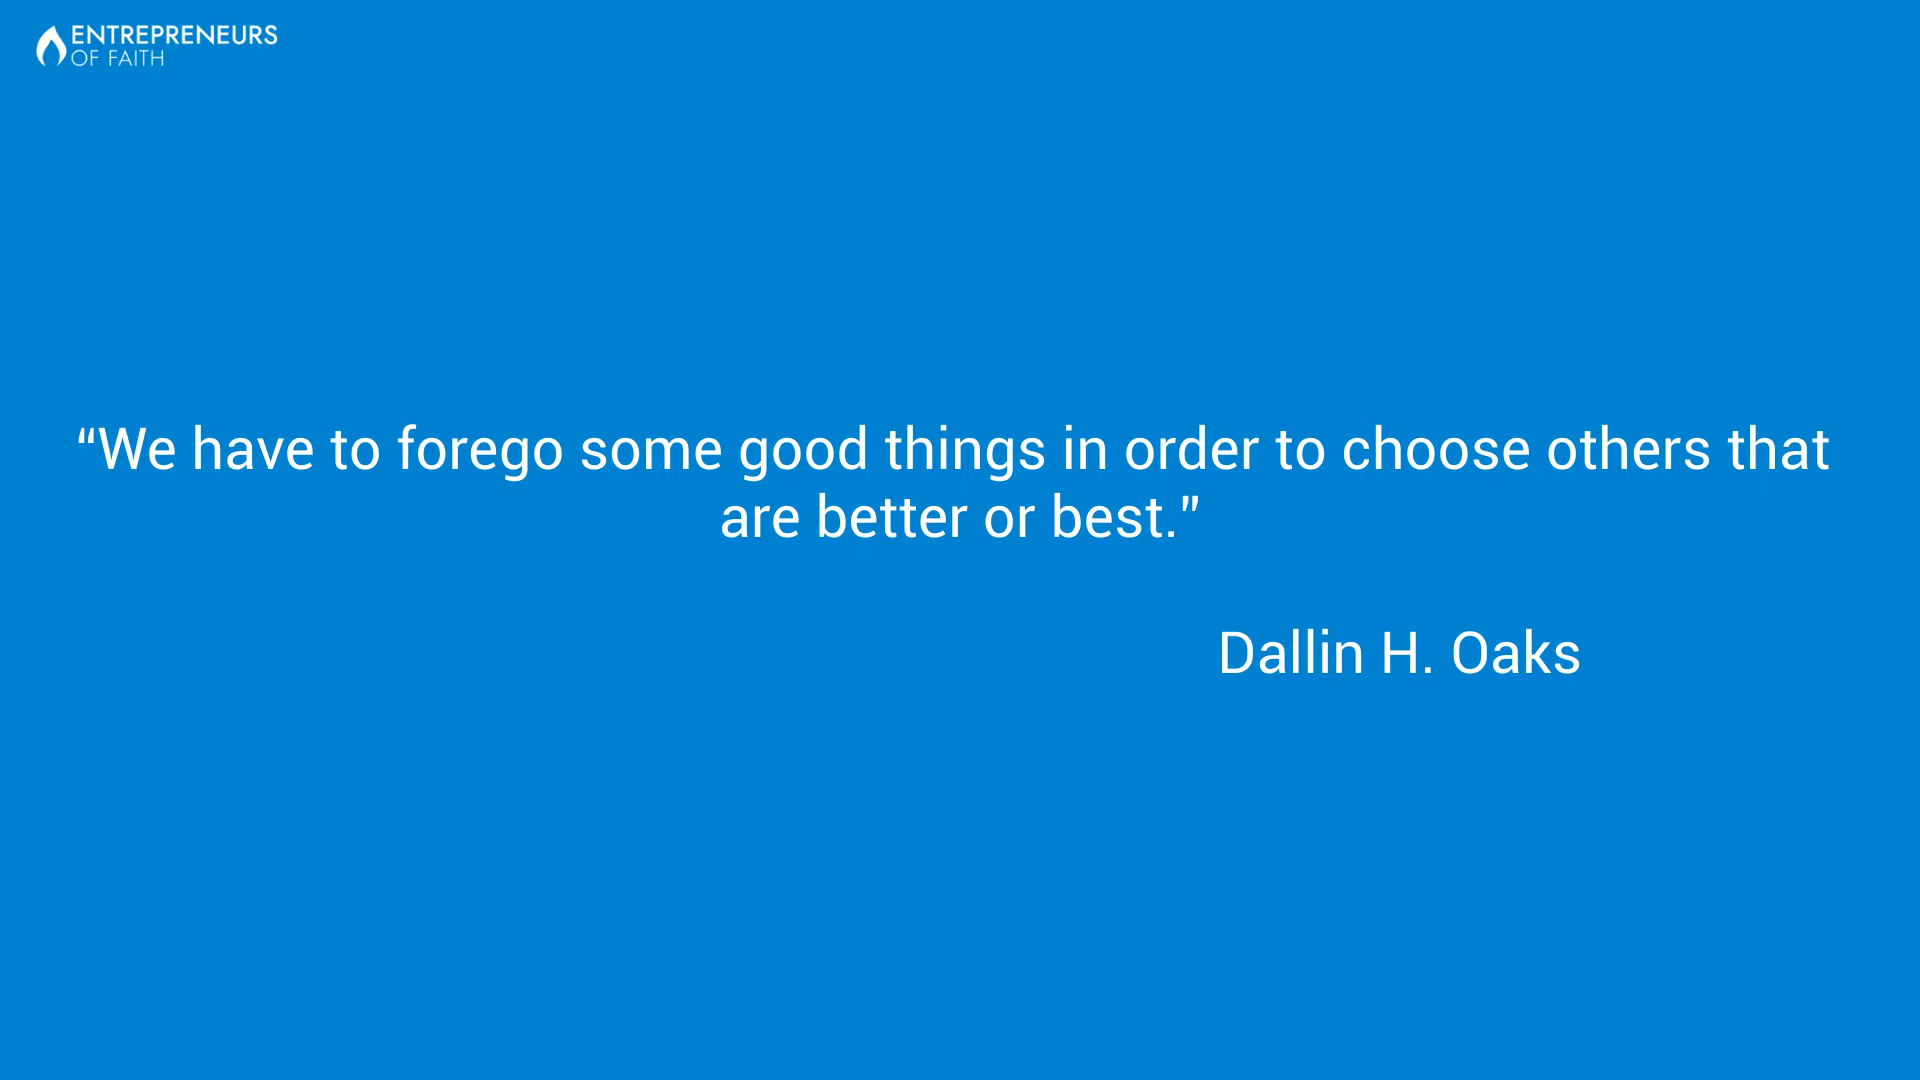 ENTREPRENEURS
OF FAITH
“We have to forego some good things in order to choose others that
are better or best.”
Dallin H. Oaks